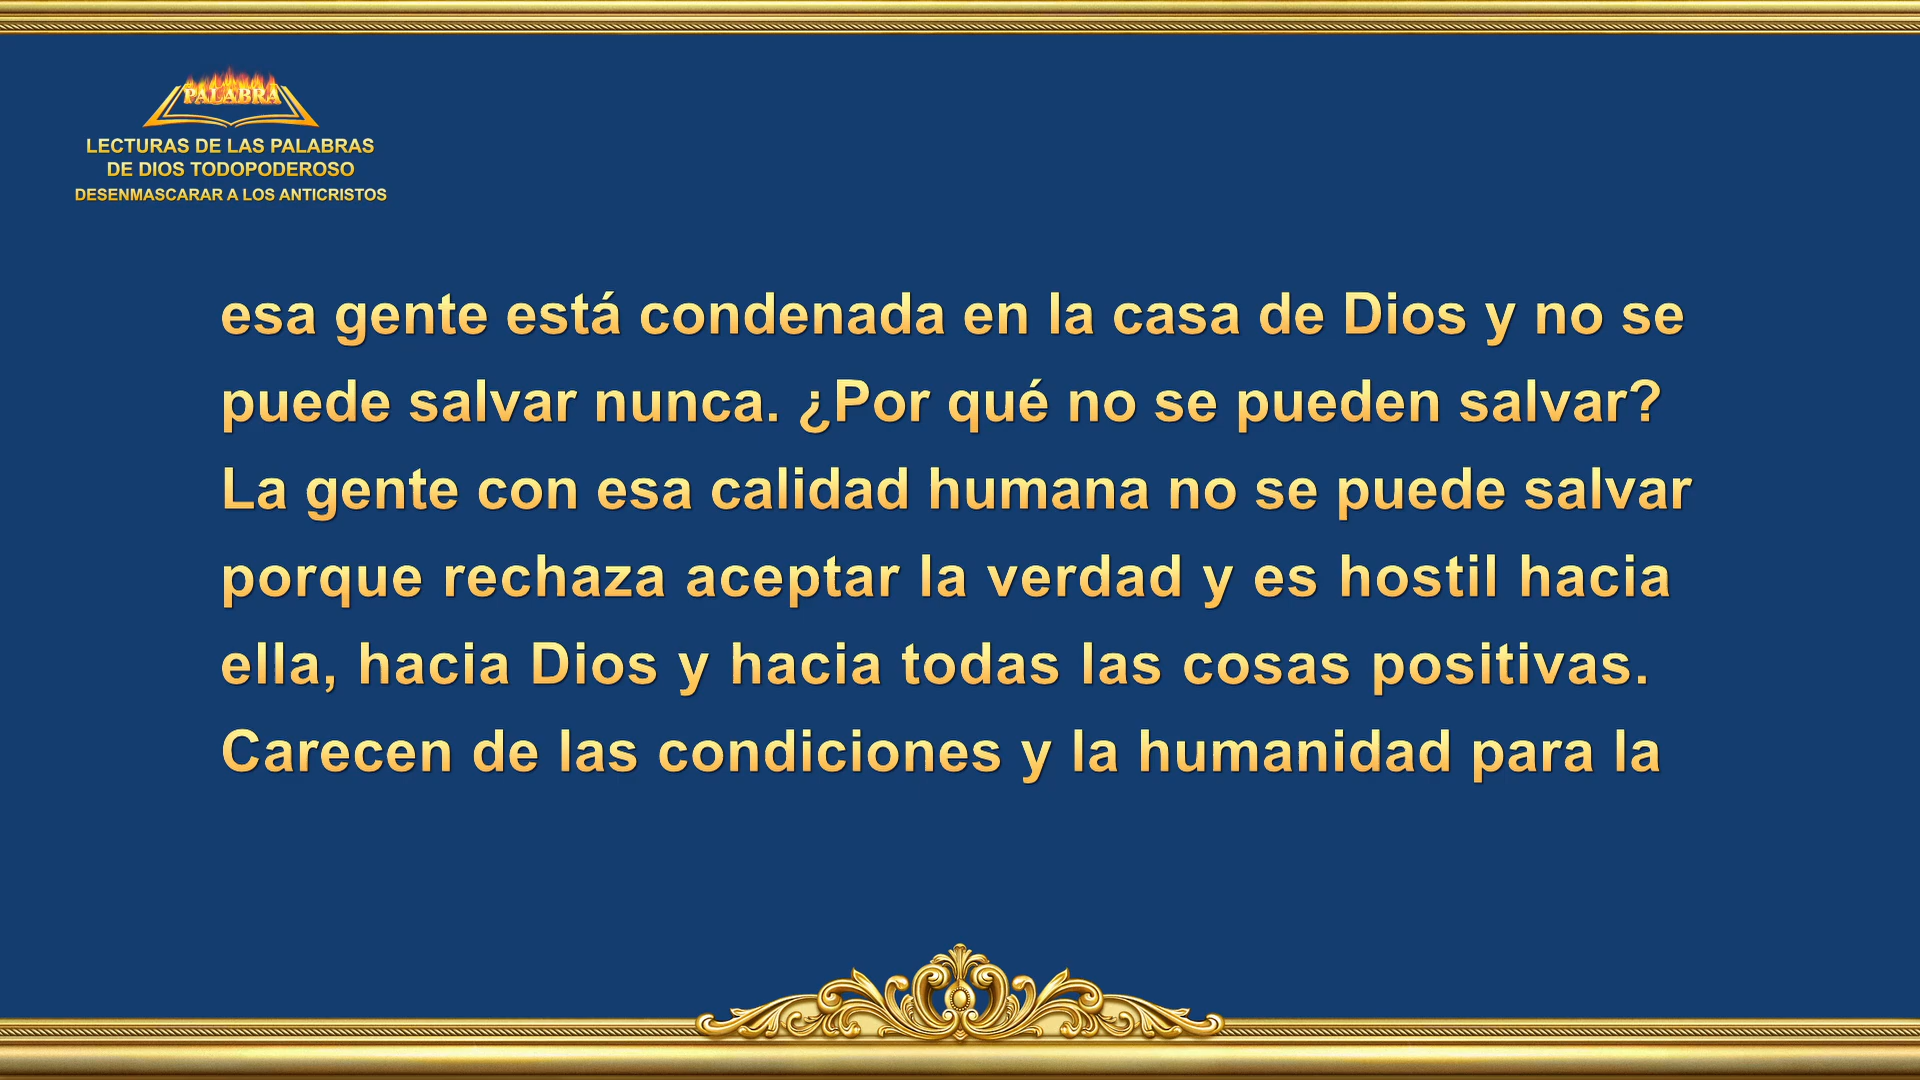 PALABRA
LECTURAS DE LAS PALABRAS
DE DIOS TODOPODEROSO
DESENMASCARAR A LOS ANTICRISTOS
esa gente está condenada en la casa de Dios y no se
puede salvar nunca. ¿Por qué no se pueden salvar?
La gente con esa calidad humana no se puede salvar
porque rechaza aceptar la verdad y es hostil hacia
ella, hacia Dios y hacia todas las cosas positivas.
Carecen de las condiciones y la humanidad para la